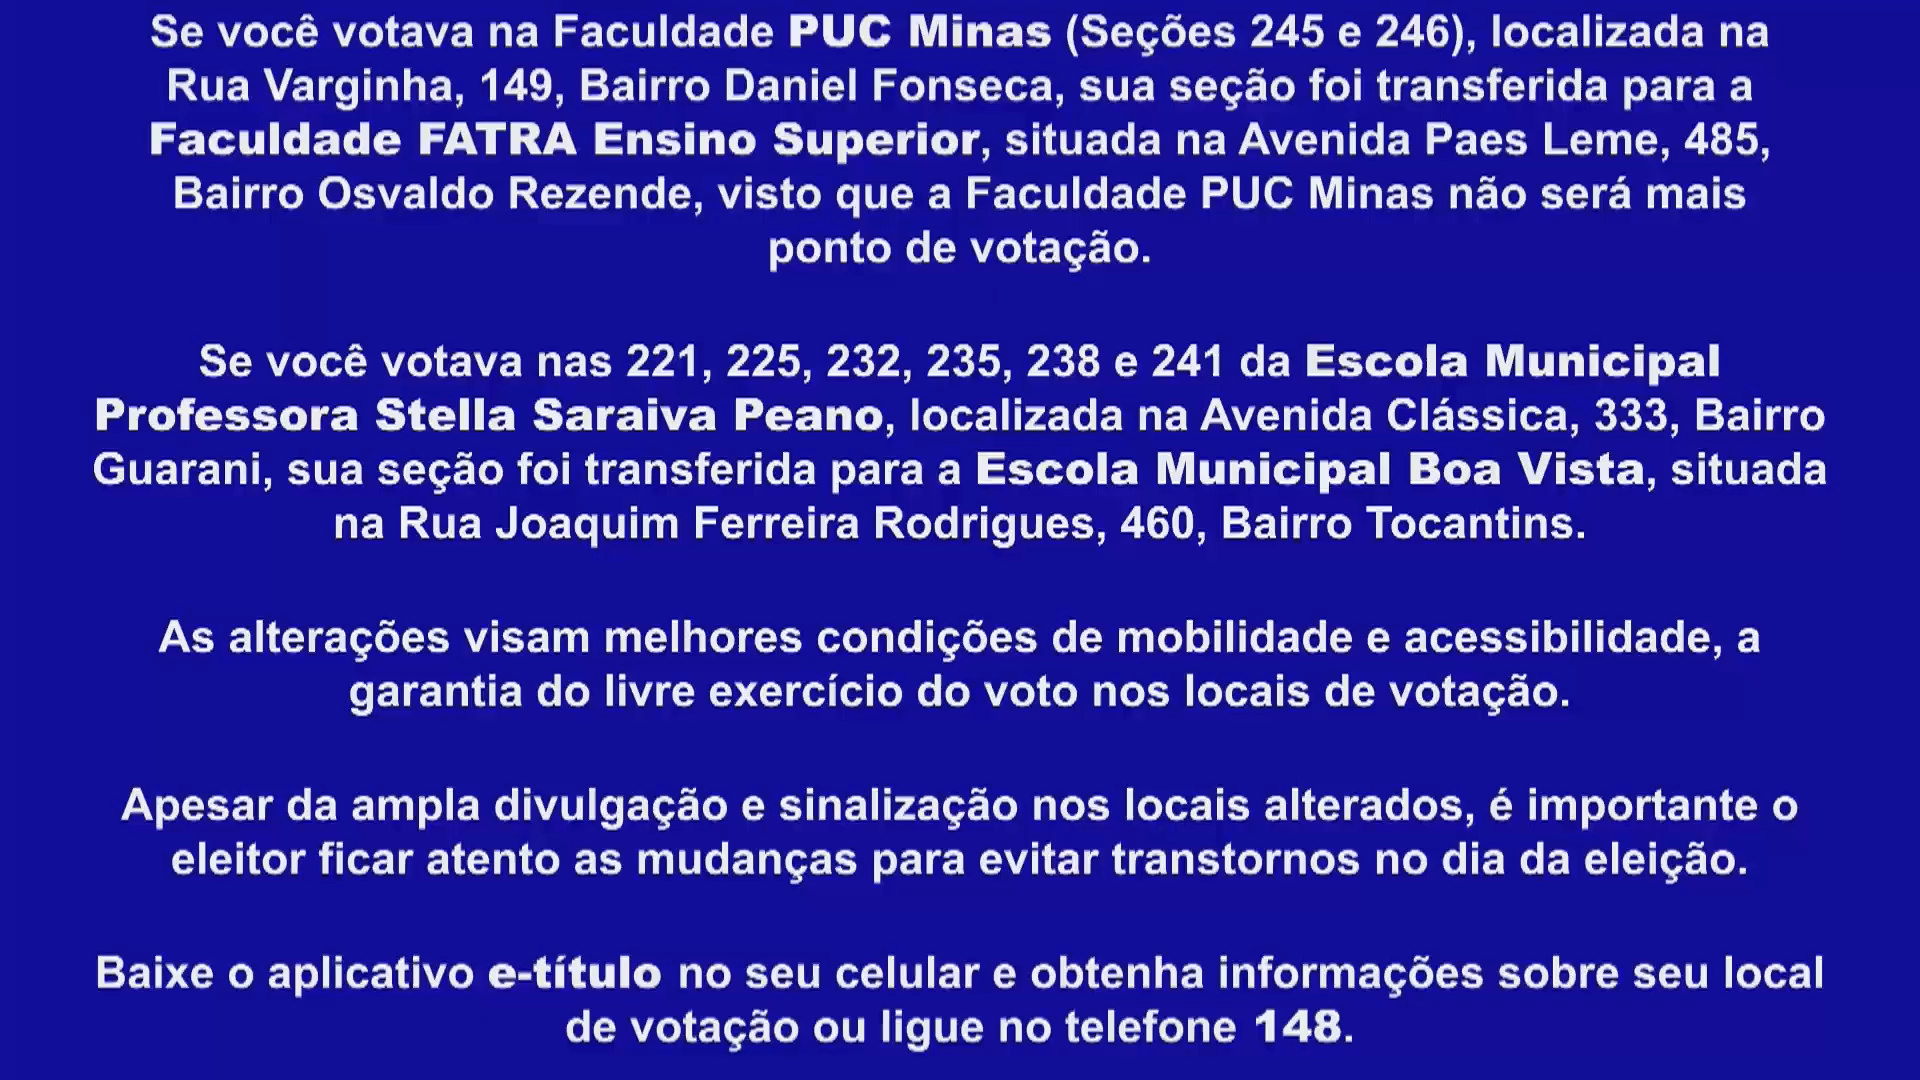 Se você votava na Faculdade PUC Minas (Seções 245 e 246), localizada na
Rua Varginha, 149, Bairro Daniel Fonseca, sua seção foi transferida para a
Faculdade FATRA Ensino Superior, situada na Avenida Paes Leme, 485,
Bairro Osvaldo Rezende, visto que a Faculdade PUC Minas não será mais
ponto de votação.
Se você votava nas 221, 225, 232, 235, 238 e 241 da Escola Municipal
Professora Stella Saraiva Peano, localizada na Avenida Clássica, 333, Bairro
Guarani, sua seção foi transferida para a Escola Municipal Boa Vista, situada
na Rua Joaquim Ferreira Rodrigues, 460, Bairro Tocantins.
As alterações visam melhores condições de mobilidade e acessibilidade, a
garantia do livre exercício do voto nos locais de votação.
Apesar da ampla divulgação e sinalização nos locais alterados, é importante o
eleitor ficar atento as mudanças para evitar transtornos no dia da eleição.
Baixe o aplicativo e-título no seu celular e obtenha informações sobre seu local
de votação ou ligue no telefone 148.